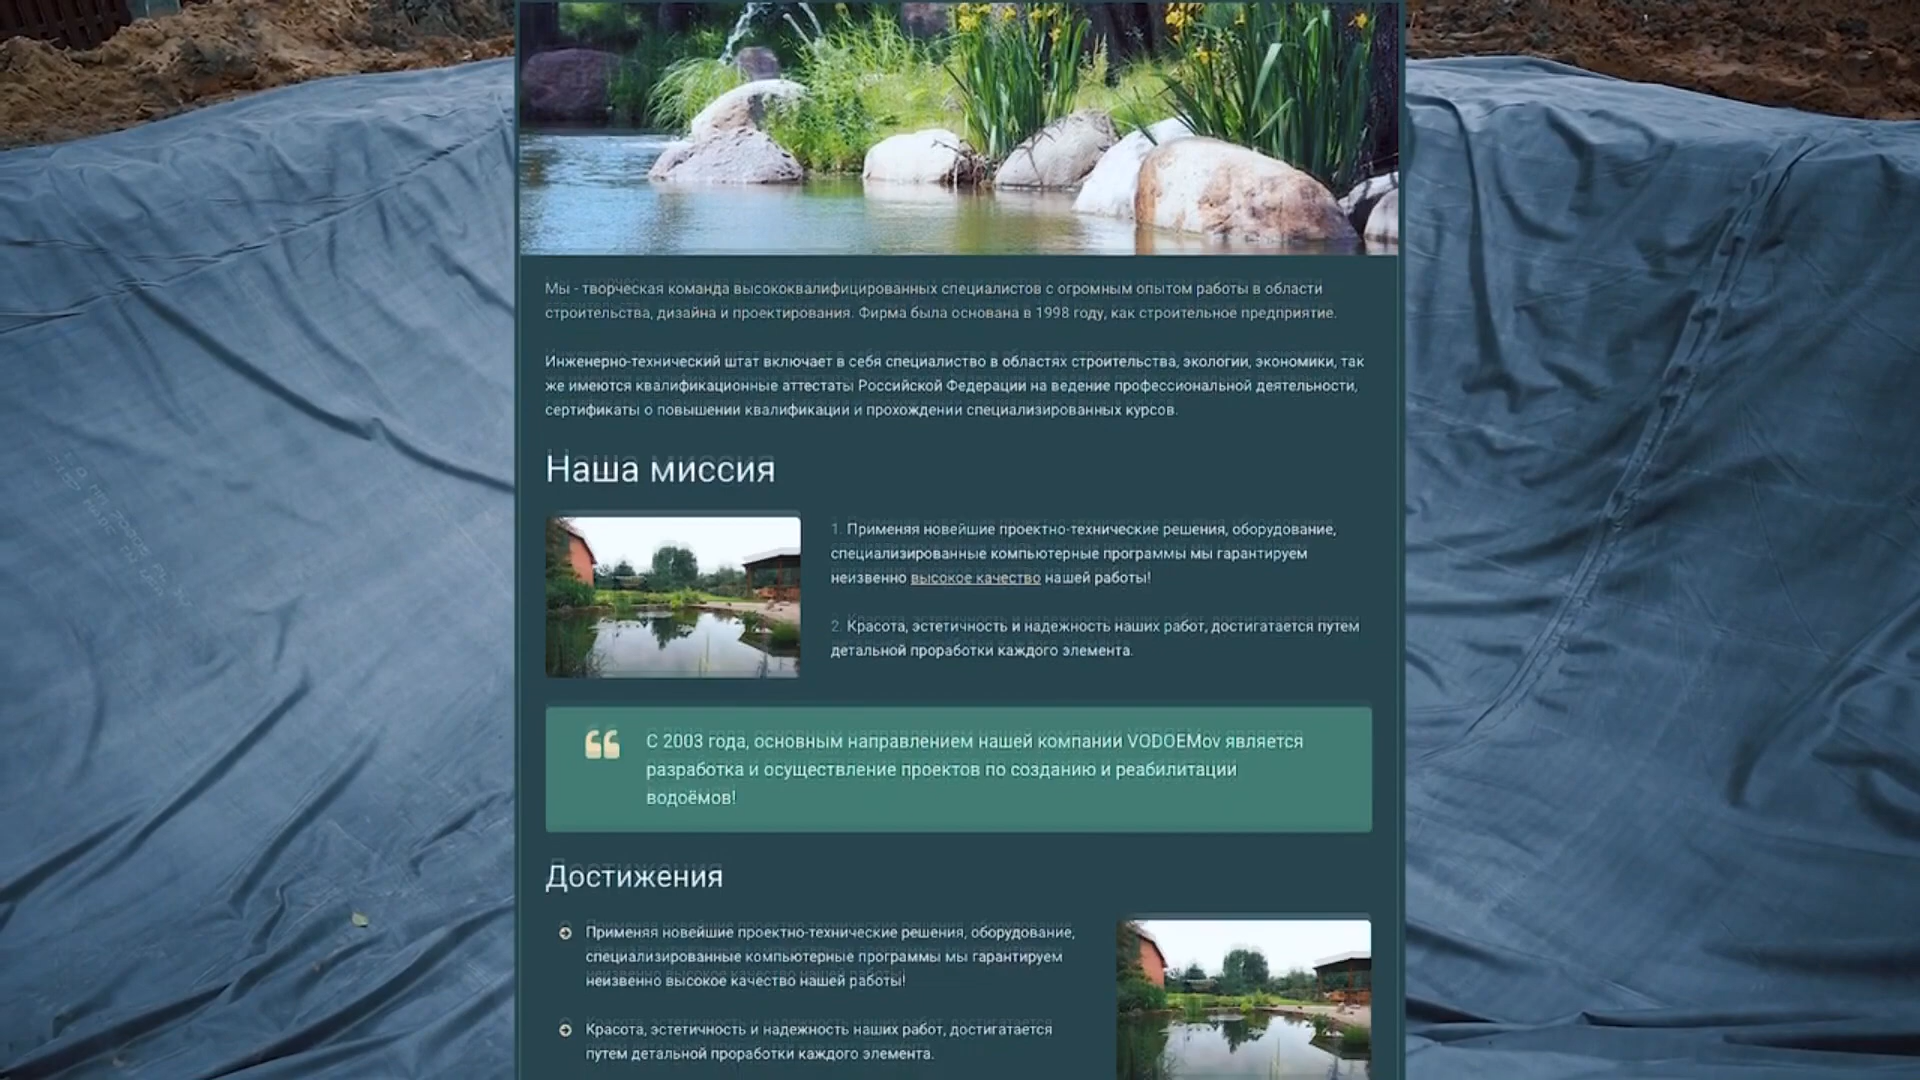 Мы - творческая команда высококвалифицированных специалистов с огромным опытом работы в области
строительства, дизайна и проектирования. Фирма была основана в 1998 году, как строительное предприятие.
Инженерно-технический штат включает в себя специалиство в областях строительства, экологии, экономики, так
же имеются квалификационные аттестаты Российской Федерации на ведение профессиональной деятельности,
сертификаты о повышении квалификации и прохождении специализированных курсов.
Наша миссия
1. Применяя новейшие проектно-технические решения, оборудование,
специализированные компьютерные программы мы гарантируем
неизвенно высокое качество нашей работы!
2. Красота, эстетичность и надежность наших работ, достигатается путем
детальной проработки каждого элемента.
С 2003 года, основным направлением нашей компании VODOEMov является
разработка и осуществление проектов по созданию и реабилитации
водоёмов!
Достижения
Применяя новейшие проектно-технические решения, оборудование,
специализированные компьютерные программы мы гарантируем
неизвенно высокое качество нашей работы!
Красота, эстетичность и надежность наших работ, достигатается
путем детальной проработки каждого элемента.